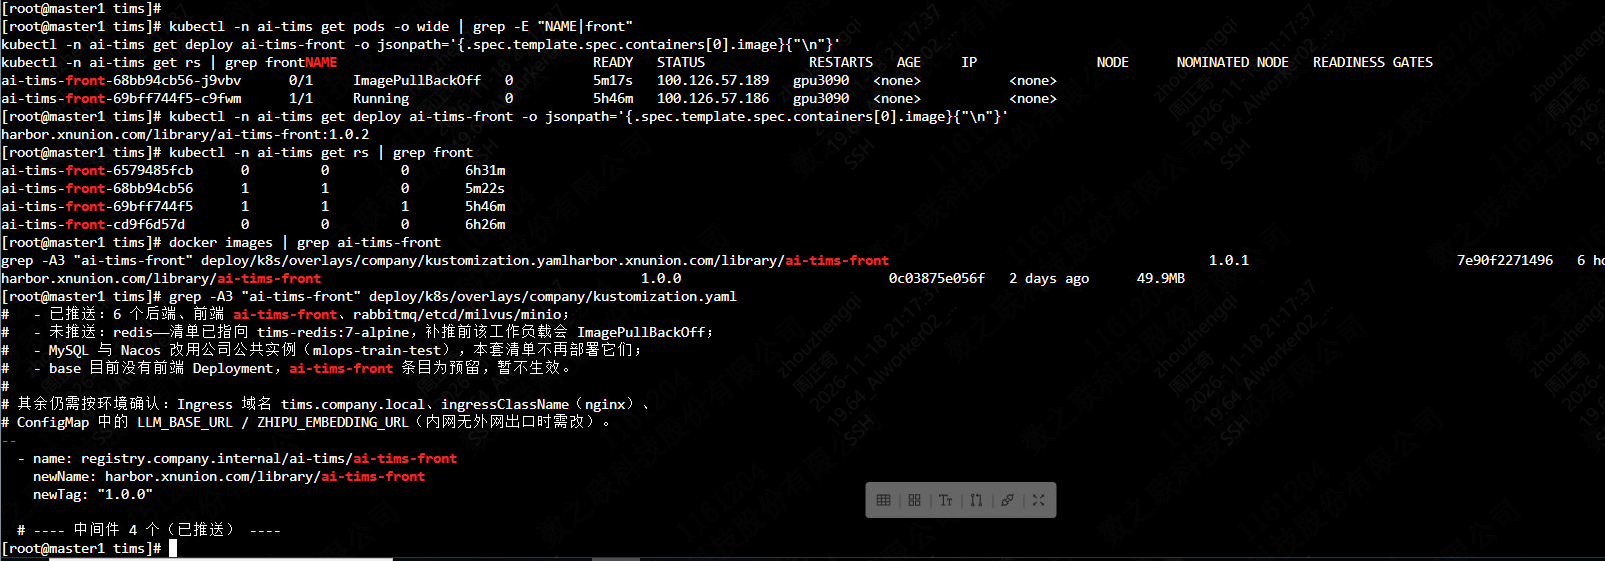 [root@master1 tims]#
[root@master1 tims]# kubectl -n ai-tims get pods -o wide | grep -E "NAME|front"
kubectl -n ai-tims get deploy ai-tims-front -o jsonpath='{.spec.template.spec.containers[0].image}{"\n"}'
kubectl -n ai-tims get rs | grep frontNAME READY STATUS RESTARTS AGE IP NODE NOMINATED NODE READINESS GATES
ai-tims-front-68bb94cb56-j9vbv 0/1 ImagePullBackOff 0 5m17s 100.126.57.189 gpu3090 <none> <none>
ai-tims-front-69bff744f5-c9fwm 1/1 Running 0 5h46m 100.126.57.186 gpu3090 <none> <none>
[root@master1 tims]# kubectl -n ai-tims get deploy ai-tims-front -o jsonpath='{.spec.template.spec.containers[0].image}{"\n"}'
harbor.xnunion.com/library/ai-tims-front:1.0.2
[root@master1 tims]# kubectl -n ai-tims get rs | grep front
ai-tims-front-6579485fcb 0 0 0 6h31m
ai-tims-front-68bb94cb56 1 1 0 5m22s
ai-tims-front-69bff744f5 1 1 1 5h46m
ai-tims-front-cd9f6d57d 0 0 0 6h26m
[root@master1 tims]# docker images | grep ai-tims-front
grep -A3 "ai-tims-front" deploy/k8s/overlays/company/kustomization.yamlharbor.xnunion.com/library/ai-tims-front 1.0.1 7e90f2271496 6 ho
harbor.xnunion.com/library/ai-tims-front 1.0.0 0c03875e056f 2 days ago 49.9MB
[root@master1 tims]# grep -A3 "ai-tims-front" deploy/k8s/overlays/company/kustomization.yaml
# - 已推送：6 个后端、前端 ai-tims-front、rabbitmq/etcd/milvus/minio；
# - 未推送：redis——清单已指向 tims-redis:7-alpine，补推前该工作负载会 ImagePullBackOff；
# - MySQL 与 Nacos 改用公司公共实例（mlops-train-test），本套清单不再部署它们；
# - base 目前没有前端 Deployment，ai-tims-front 条目为预留，暂不生效。
#
# 其余仍需按环境确认：Ingress 域名 tims.company.local、ingressClassName（nginx）、
# ConfigMap 中的 LLM_BASE_URL / ZHIPU_EMBEDDING_URL（内网无外网出口时需改）。
--
- name: registry.company.internal/ai-tims/ai-tims-front
newName: harbor.xnunion.com/library/ai-tims-front
newTag: "1.0.0"
# ---- 中间件 4 个（已推送） ----
[root@master1 tims]#